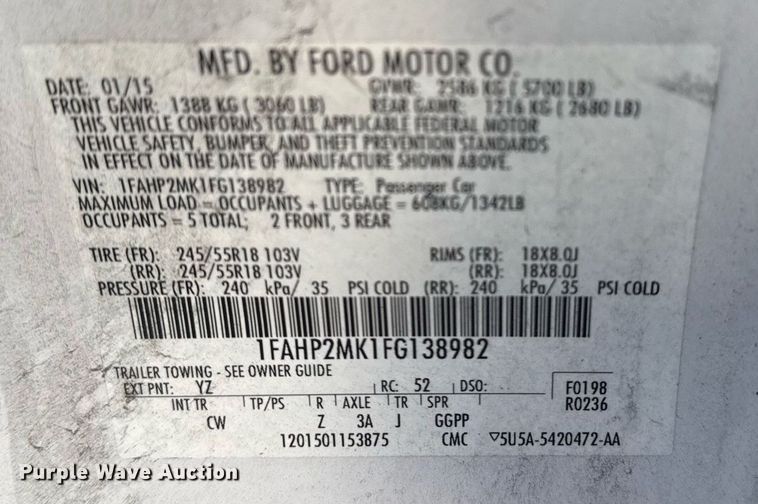 MFD. BY FORD MOTOR CO.
DATE: 01/15 GVWR: 2586 KG ( 5700 LB)
FRONT GAWR: 1388 KG ( 3060 LB) REAR GAWR: 1216 KG ( 2680 LB)
THIS VEHICLE CONFORMS TO ALL APPLICABLE FEDERAL MOTOR
VEHICLE SAFETY, BUMPER, AND THEFT PREVENTION STANDARDS
IN EFFECT ON THE DATE OF MANUFACTURE SHOWN ABOVE.
VIN: 1FAHP2MK1FG138982 TYPE: Passenger Car
MAXIMUM LOAD = OCCUPANTS + LUGGAGE = 608KG/1342LB
OCCUPANTS = 5 TOTAL; 2 FRONT, 3 REAR
TIRE (FR): 245/55R18 103V RIMS (FR): 18X8.0J
(RR): 245/55R18 103V (RR): 18X8.0J
PRESSURE (FR): 240 kPa/ 35 PSI COLD (RR): 240 kPa/ 35 PSI COLD
1FAHP2MK1FG138982
TRAILER TOWING - SEE OWNER GUIDE
EXT PNT: YZ RC: 52 DSO: F0198
INT TR TP/PS R AXLE TR SPR R0236
CW Z 3A J GGPP
1201501153875 CMC ▽5U5A-5420472-AA
Purple Wave Auction